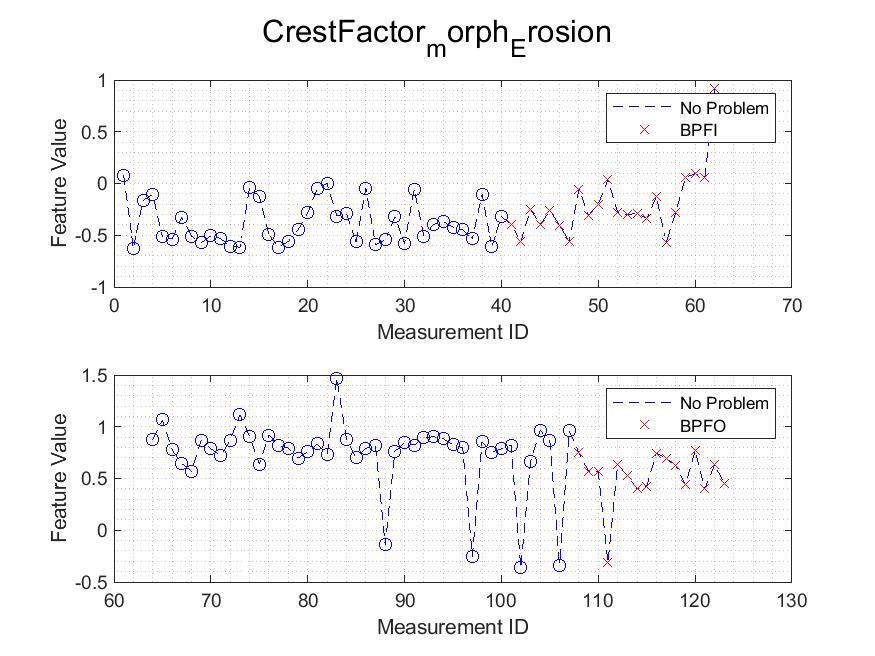 CrestFactor_morph_Erosion
1
0.5
0
-0.5
-1
Feature Value
No Problem
BPFI
0 10 20 30 40 50 60 70
Measurement ID
1.5
1
0.5
0
-0.5
Feature Value
No Problem
BPFO
60 70 80 90 100 110 120 130
Measurement ID